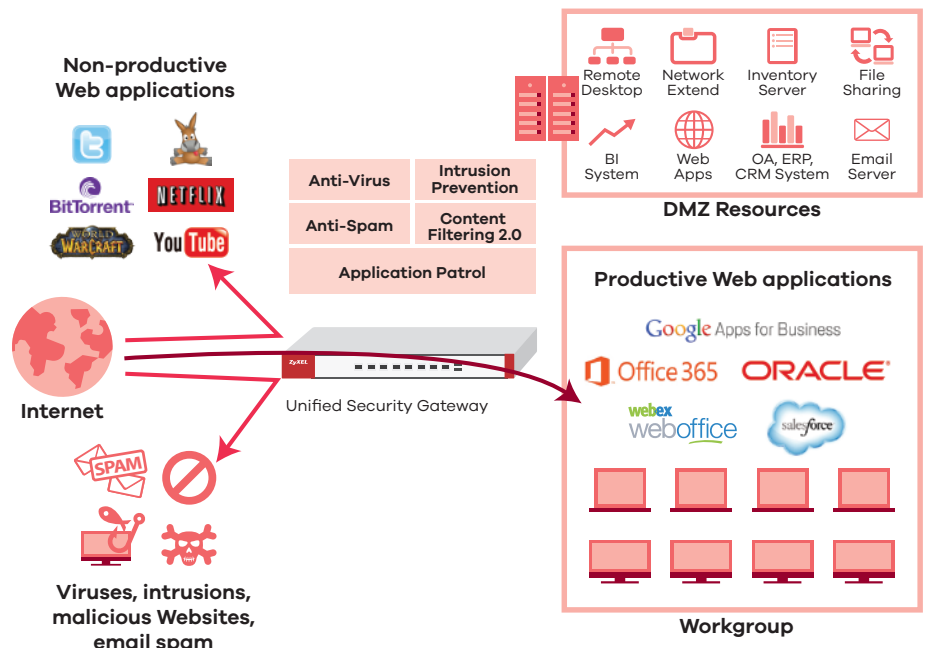 Non-productive
Web applications
BitTorrent
NETFLIX
WORLD
WARCRAFT
You Tube
Internet
SPAM
Viruses, intrusions,
malicious Websites,
email spam
Anti-Virus
Intrusion
Prevention
Anti-Spam
Content
Filtering 2.0
Application Patrol
ZyXEL
Unified Security Gateway
Remote
Desktop
Network
Extend
Inventory
Server
File
Sharing
BI
System
Web
Apps
OA, ERP,
CRM System
Email
Server
DMZ Resources
Productive Web applications
Google Apps for Business
Office 365
ORACLE
webex
weboffice
salesforce
Workgroup